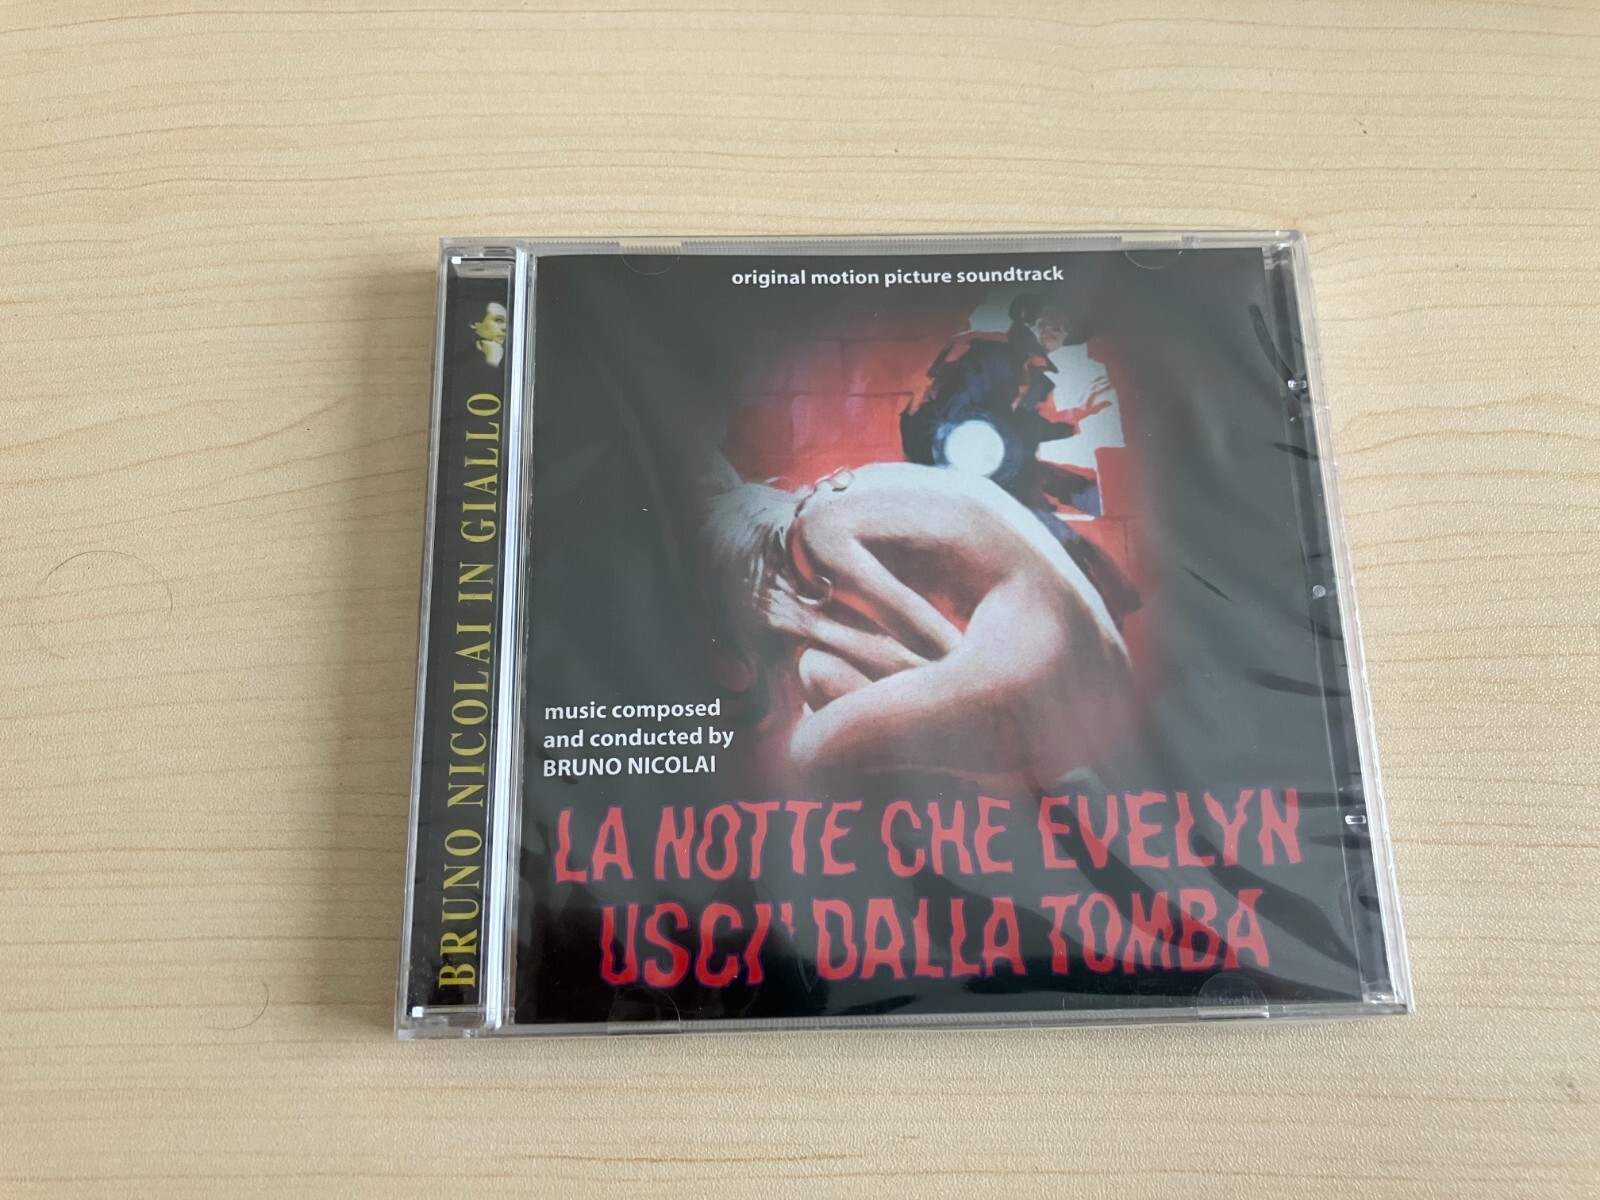 BRUNO NICOLAI IN GIALLO
original motion picture soundtrack
music composed
and conducted by
BRUNO NICOLAI
LA NOTTE CHE EVELYN
USCI' DALLA TOMBA